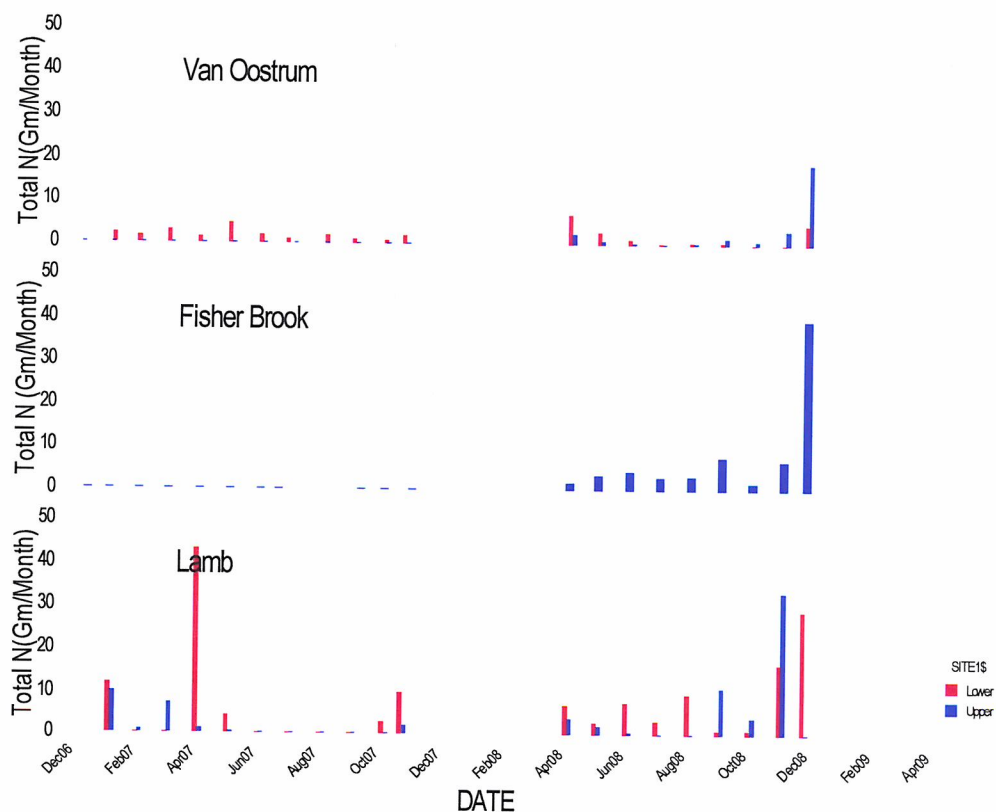 50
40
30
20
10
0
Total N(Gm/Month)
Van Oostrum
50
40
30
20
10
0
Total N (Gm/Month)
Fisher Brook
50
40
30
20
10
0
Total N(Gm/Month)
Lamb
SITE1$
Lower
Upper
Dec06
Feb07
Apr07
Jun07
Aug07
Oct07
Dec07
Feb08
Apr08
Jun08
Aug08
Oct08
Dec08
Feb09
Apr09
DATE